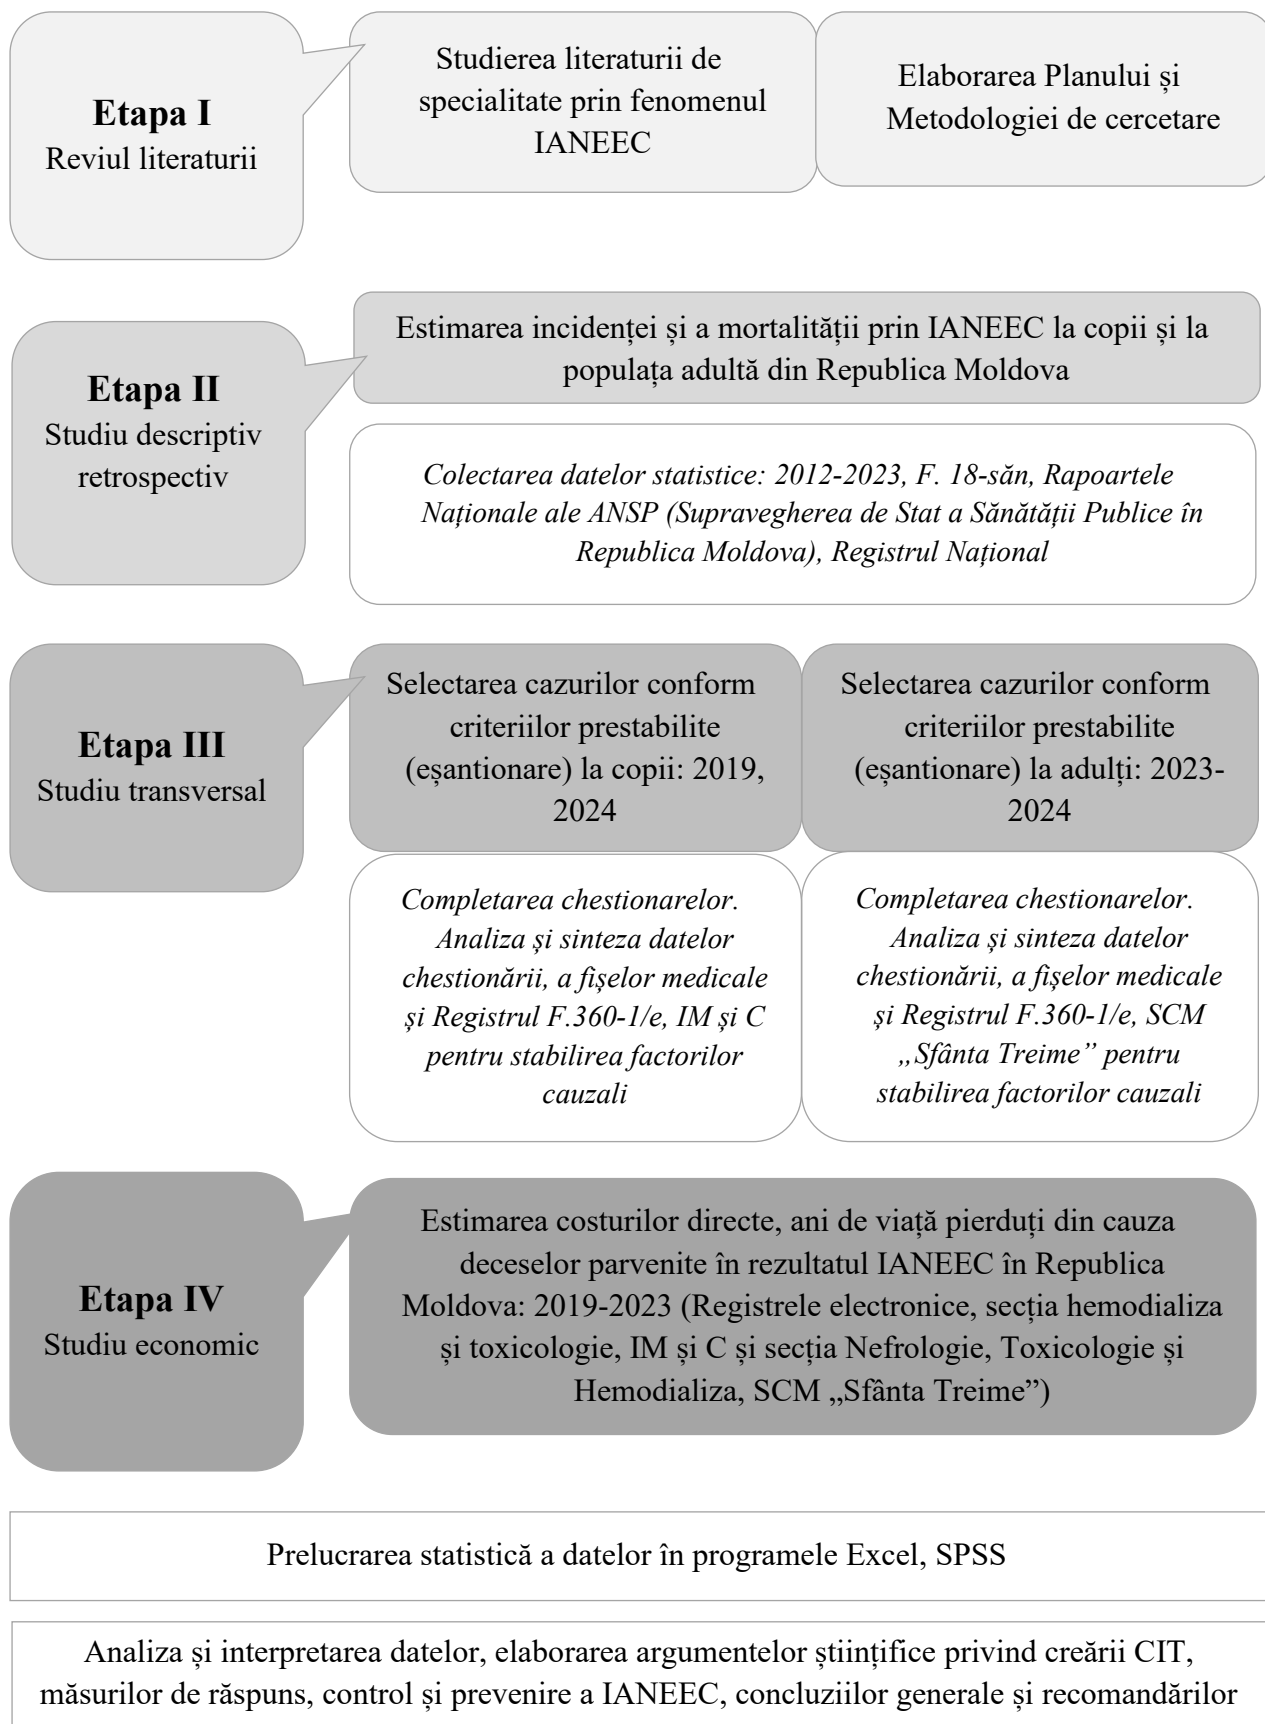 Etapa I
Reviul literaturii
Studierea literaturii de
specialitate prin fenomenul
IANEEC
Elaborarea Planului și
Metodologiei de cercetare
Etapa II
Studiu descriptiv
retrospectiv
Estimarea incidenței și a mortalității prin IANEEC la copii și la
populața adultă din Republica Moldova
Colectarea datelor statistice: 2012-2023, F. 18-săn, Rapoartele
Naționale ale ANSP (Supravegherea de Stat a Sănătății Publice în
Republica Moldova), Registrul Național
Etapa III
Studiu transversal
Selectarea cazurilor conform
criteriilor prestabilite
(eșantionare) la copii: 2019,
2024
Selectarea cazurilor conform
criteriilor prestabilite
(eșantionare) la adulți: 2023-
2024
Completarea chestionarelor.
Analiza și sinteza datelor
chestionării, a fișelor medicale
și Registrul F.360-1/e, IM și C
pentru stabilirea factorilor
cauzali
Completarea chestionarelor.
Analiza și sinteza datelor
chestionării, a fișelor medicale
și Registrul F.360-1/e, SCM
„Sfânta Treime” pentru
stabilirea factorilor cauzali
Etapa IV
Studiu economic
Estimarea costurilor directe, ani de viață pierduți din cauza
deceselor parvenite în rezultatul IANEEC în Republica
Moldova: 2019-2023 (Registrele electronice, secția hemodializa
și toxicologie, IM și C și secția Nefrologie, Toxicologie și
Hemodializa, SCM „Sfânta Treime”)
Prelucrarea statistică a datelor în programele Excel, SPSS
Analiza și interpretarea datelor, elaborarea argumentelor științifice privind creării CIT,
măsurilor de răspuns, control și prevenire a IANEEC, concluziilor generale și recomandărilor